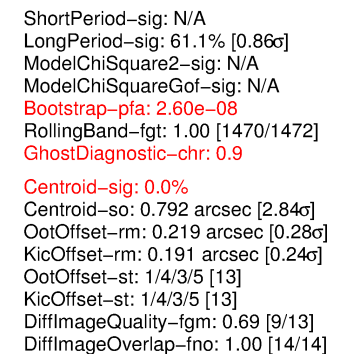 ShortPeriod−sig: N/A
LongPeriod−sig: 61.1% [0.86σ]
ModelChiSquare2−sig: N/A
ModelChiSquareGof−sig: N/A
Bootstrap−pfa: 2.60e−08
RollingBand−fgt: 1.00 [1470/1472]
GhostDiagnostic−chr: 0.9
Centroid−sig: 0.0%
Centroid−so: 0.792 arcsec [2.84σ]
OotOffset−rm: 0.219 arcsec [0.28σ]
KicOffset−rm: 0.191 arcsec [0.24σ]
OotOffset−st: 1/4/3/5 [13]
KicOffset−st: 1/4/3/5 [13]
DiffImageQuality−fgm: 0.69 [9/13]
DiffImageOverlap−fno: 1.00 [14/14]